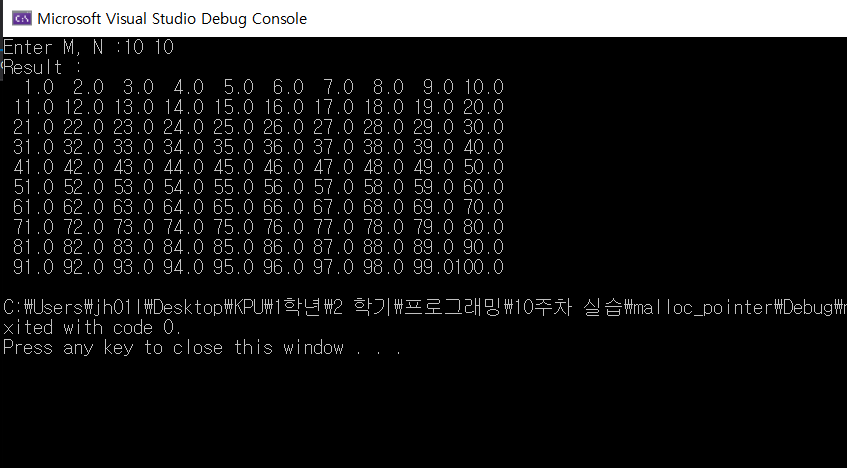 Microsoft Visual Studio Debug Console
Enter M, N :10 10
Result :
1.0 2.0 3.0 4.0 5.0 6.0 7.0 8.0 9.0 10.0
11.0 12.0 13.0 14.0 15.0 16.0 17.0 18.0 19.0 20.0
21.0 22.0 23.0 24.0 25.0 26.0 27.0 28.0 29.0 30.0
31.0 32.0 33.0 34.0 35.0 36.0 37.0 38.0 39.0 40.0
41.0 42.0 43.0 44.0 45.0 46.0 47.0 48.0 49.0 50.0
51.0 52.0 53.0 54.0 55.0 56.0 57.0 58.0 59.0 60.0
61.0 62.0 63.0 64.0 65.0 66.0 67.0 68.0 69.0 70.0
71.0 72.0 73.0 74.0 75.0 76.0 77.0 78.0 79.0 80.0
81.0 82.0 83.0 84.0 85.0 86.0 87.0 88.0 89.0 90.0
91.0 92.0 93.0 94.0 95.0 96.0 97.0 98.0 99.0100.0
C:₩Users₩jh01l₩Desktop₩KPU₩1학년₩2 학기₩프로그래밍₩10주차 실습₩malloc_pointer₩Debug₩
xited with code 0.
Press any key to close this window . . .